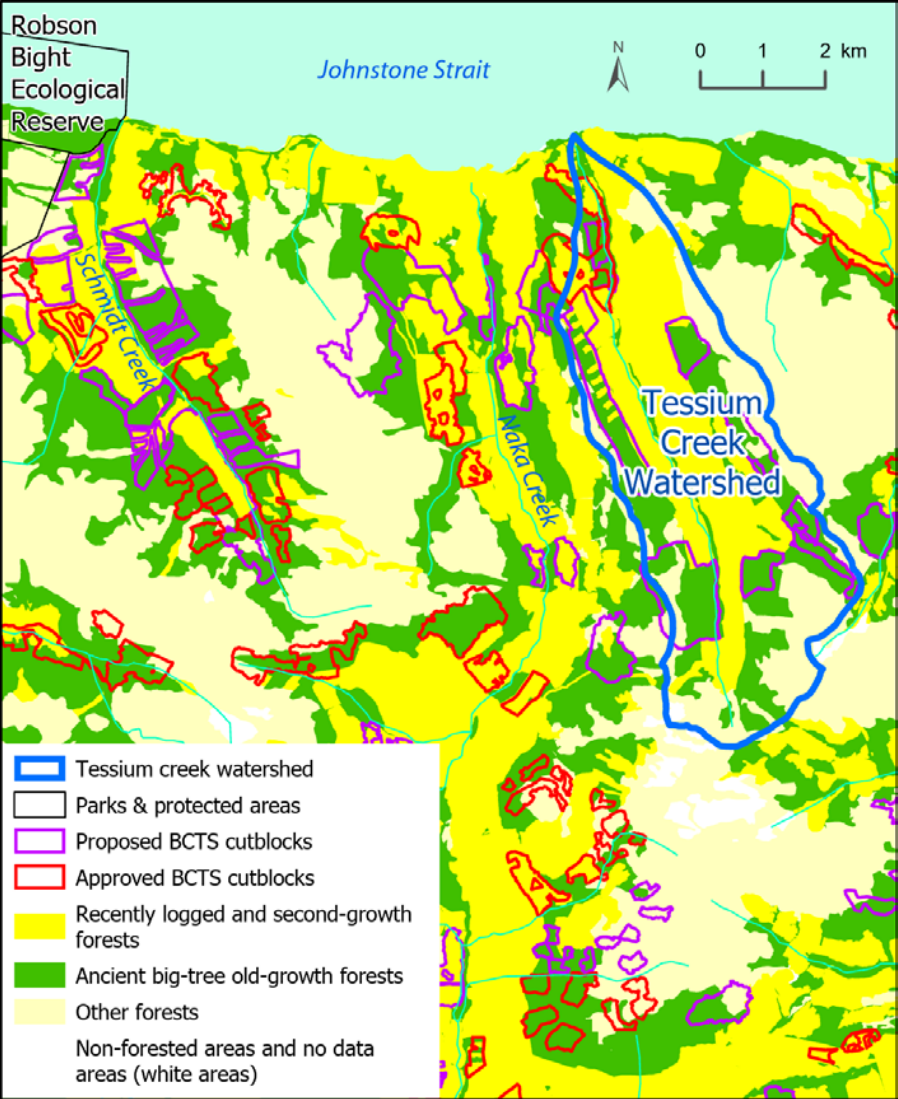 Robson
Bight
Ecological
Reserve
Johnstone Strait
N
0 1 2 km
Schmidt Creek
Naka Creek
Tessium
Creek
Watershed
Tessium creek watershed
Parks & protected areas
Proposed BCTS cutblocks
Approved BCTS cutblocks
Recently logged and second-growth
forests
Ancient big-tree old-growth forests
Other forests
Non-forested areas and no data
areas (white areas)